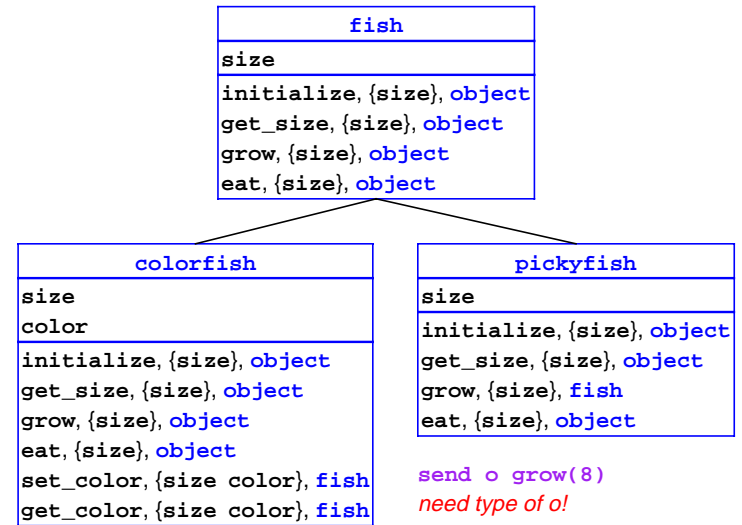 fish
size
initialize, {size}, object
get_size, {size}, object
grow, {size}, object
eat, {size}, object
colorfish
size
color
initialize, {size}, object
get_size, {size}, object
grow, {size}, object
eat, {size}, object
set_color, {size color}, fish
get_color, {size color}, fish
pickyfish
size
initialize, {size}, object
get_size, {size}, object
grow, {size}, fish
eat, {size}, object
send o grow(8)
need type of o!